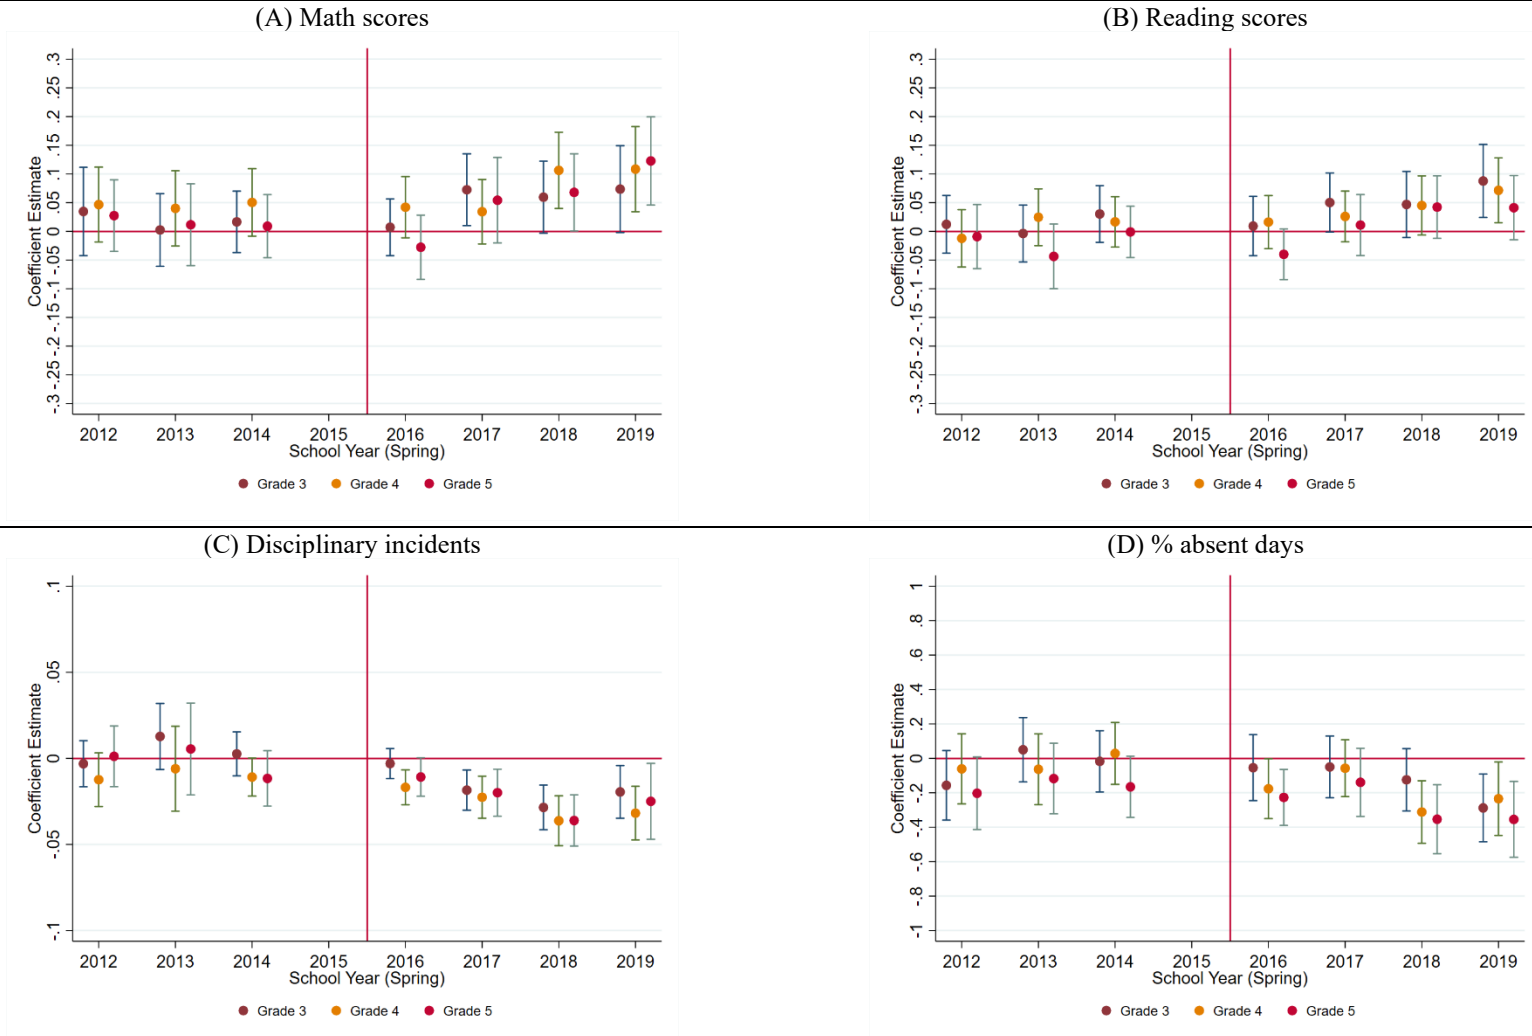 (A) Math scores
Coefficient Estimate
-.3 -.25 -.2 -.15 -.1 -.05 0 .05 .1 .15 .2 .25 .3
2012 2013 2014 2015 2016 2017 2018 2019
School Year (Spring)
Grade 3 Grade 4 Grade 5
(B) Reading scores
Coefficient Estimate
-.3 -.25 -.2 -.15 -.1 -.05 0 .05 .1 .15 .2 .25 .3
2012 2013 2014 2015 2016 2017 2018 2019
School Year (Spring)
Grade 3 Grade 4 Grade 5
(C) Disciplinary incidents
Coefficient Estimate
-.1 -.05 0 .05 .1
2012 2013 2014 2015 2016 2017 2018 2019
School Year (Spring)
Grade 3 Grade 4 Grade 5
(D) % absent days
Coefficient Estimate
-1 -.8 -.6 -.4 -.2 0 .2 .4 .6 .8 1
2012 2013 2014 2015 2016 2017 2018 2019
School Year (Spring)
Grade 3 Grade 4 Grade 5